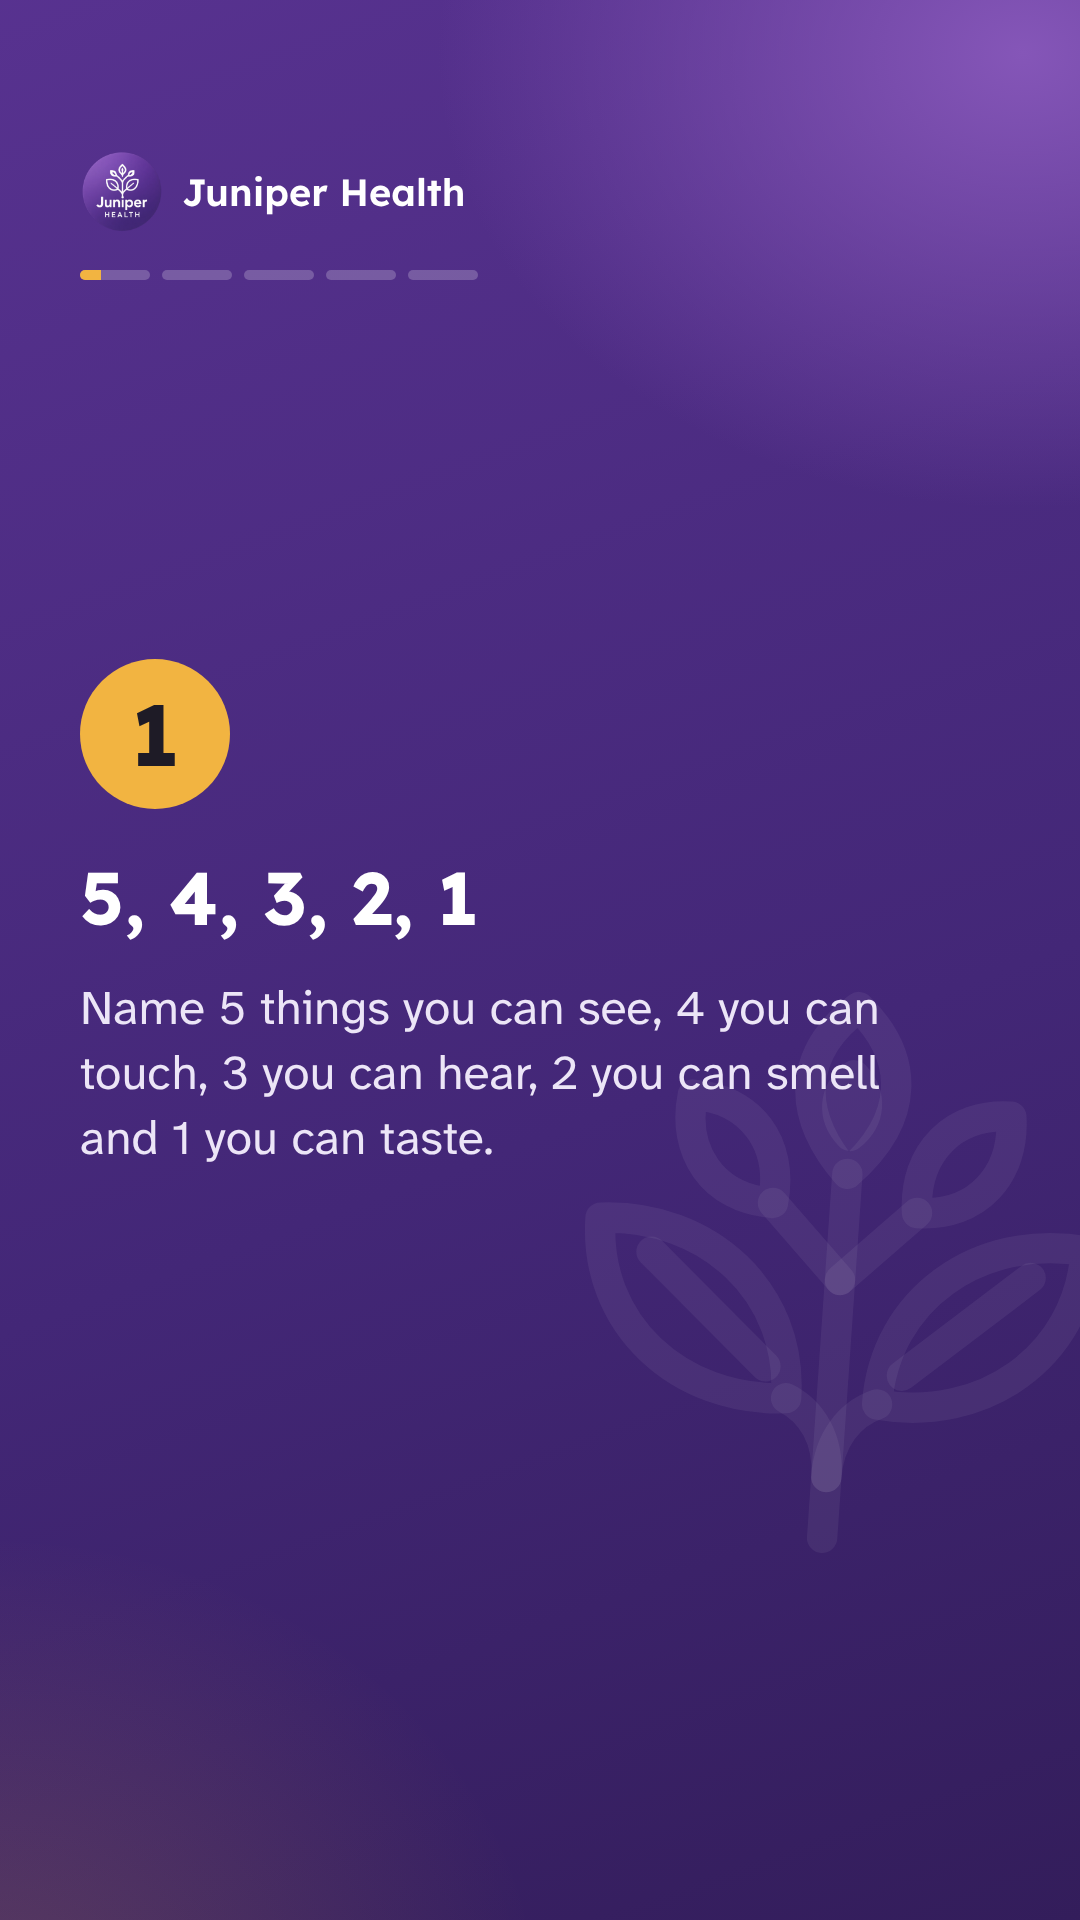 Juniper
HEALTH
Juniper Health
1
5, 4, 3, 2, 1
Name 5 things you can see, 4 you can
touch, 3 you can hear, 2 you can smell
and 1 you can taste.